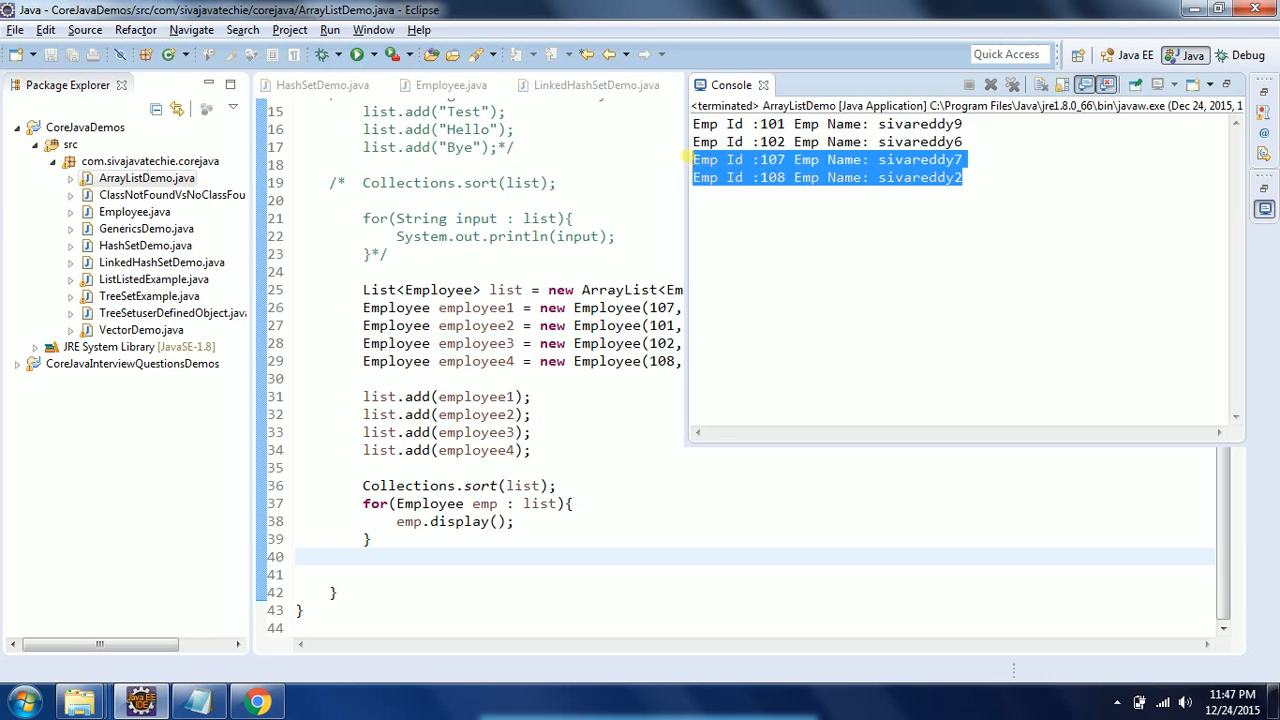 Java - CoreJavaDemos/src/com/sivajavatechie/corejava/ArrayListDemo.java - Eclipse
File Edit Source Refactor Navigate Search Project Run Window Help
Quick Access Java EE Java Debug
Package Explorer
CoreJavaDemos
src
com.sivajavatechie.corejava
ArrayListDemo.java
ClassNotFoundVsNoClassFou
Employee.java
GenericsDemo.java
HashSetDemo.java
LinkedHashSetDemo.java
ListListedExample.java
TreeSetExample.java
TreeSetuserDefinedObject.java
VectorDemo.java
JRE System Library [JavaSE-1.8]
CoreJavaInterviewQuestionsDemos
HashSetDemo.java Employee.java LinkedHashSetDemo.java
15 list.add("Test");
16 list.add("Hello");
17 list.add("Bye");*/
18
19 /* Collections.sort(list);
20
21 for(String input : list){
22 System.out.println(input);
23 }*/
24
25 List<Employee> list = new ArrayList<Em
26 Employee employee1 = new Employee(107,
27 Employee employee2 = new Employee(101,
28 Employee employee3 = new Employee(102,
29 Employee employee4 = new Employee(108,
30
31 list.add(employee1);
32 list.add(employee2);
33 list.add(employee3);
34 list.add(employee4);
35
36 Collections.sort(list);
37 for(Employee emp : list){
38 emp.display();
39 }
40
41
42 }
43 }
44
Console
<terminated> ArrayListDemo [Java Application] C:\Program Files\Java\jre1.8.0_66\bin\javaw.exe (Dec 24, 2015, 1
Emp Id :101 Emp Name: sivareddy9
Emp Id :102 Emp Name: sivareddy6
Emp Id :107 Emp Name: sivareddy7
Emp Id :108 Emp Name: sivareddy2
Java EE
IDE
11:47 PM
12/24/2015